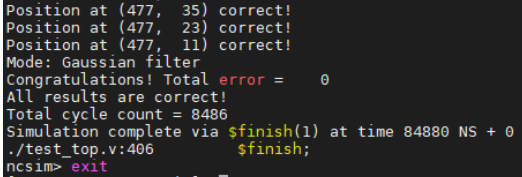 Position at (477,  35) correct!
Position at (477,  23) correct!
Position at (477,  11) correct!
Mode: Gaussian filter
Congratulations! Total error =    0
All results are correct!
Total cycle count = 8486
Simulation complete via $finish(1) at time 84880 NS + 0
./test_top.v:406            $finish;
ncsim> exit